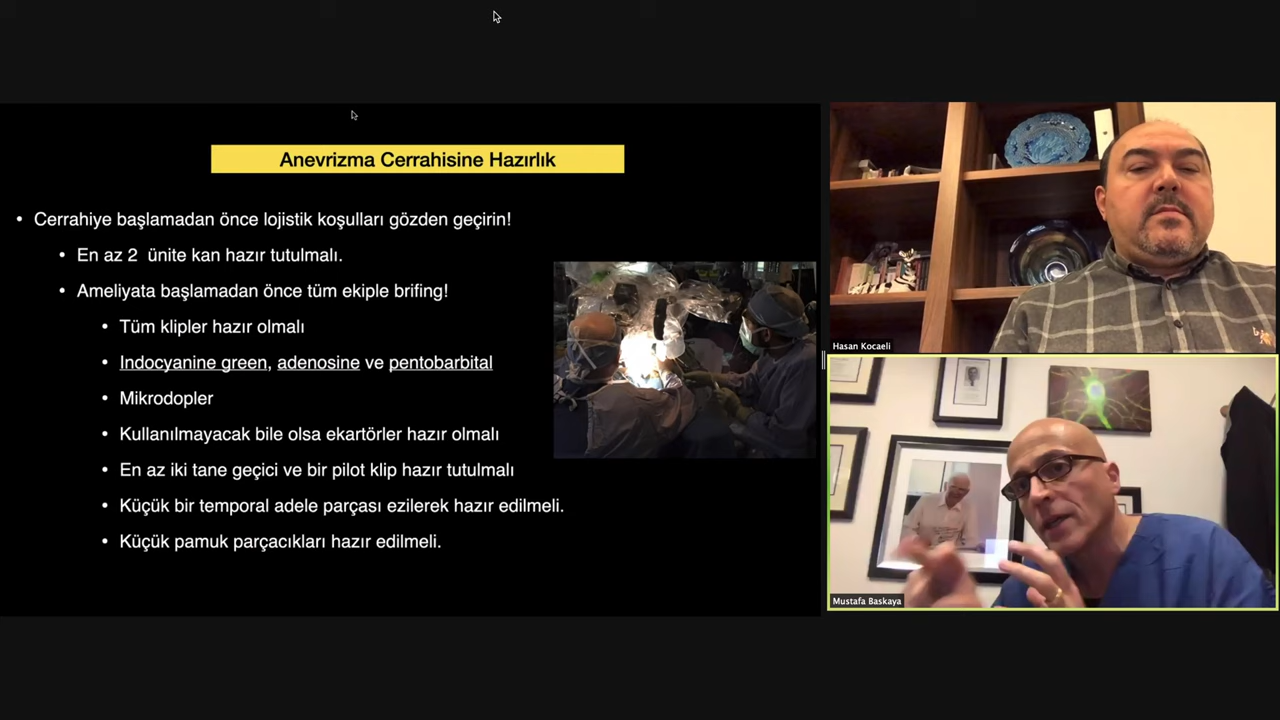 Anevrizma Cerrahisine Hazırlık
• Cerrahiye başlamadan önce lojistik koşulları gözden geçirin!
• En az 2 ünite kan hazır tutulmalı.
• Ameliyata başlamadan önce tüm ekiple brifing!
• Tüm klipler hazır olmalı
• Indocyanine green, adenosine ve pentobarbital
• Mikrodopler
• Kullanılmayacak bile olsa ekartörler hazır olmalı
• En az iki tane geçici ve bir pilot klip hazır tutulmalı
• Küçük bir temporal adele parçası ezilerek hazır edilmeli.
• Küçük pamuk parçacıkları hazır edilmeli.
Hasan Kocaeli
Mustafa Baskaya